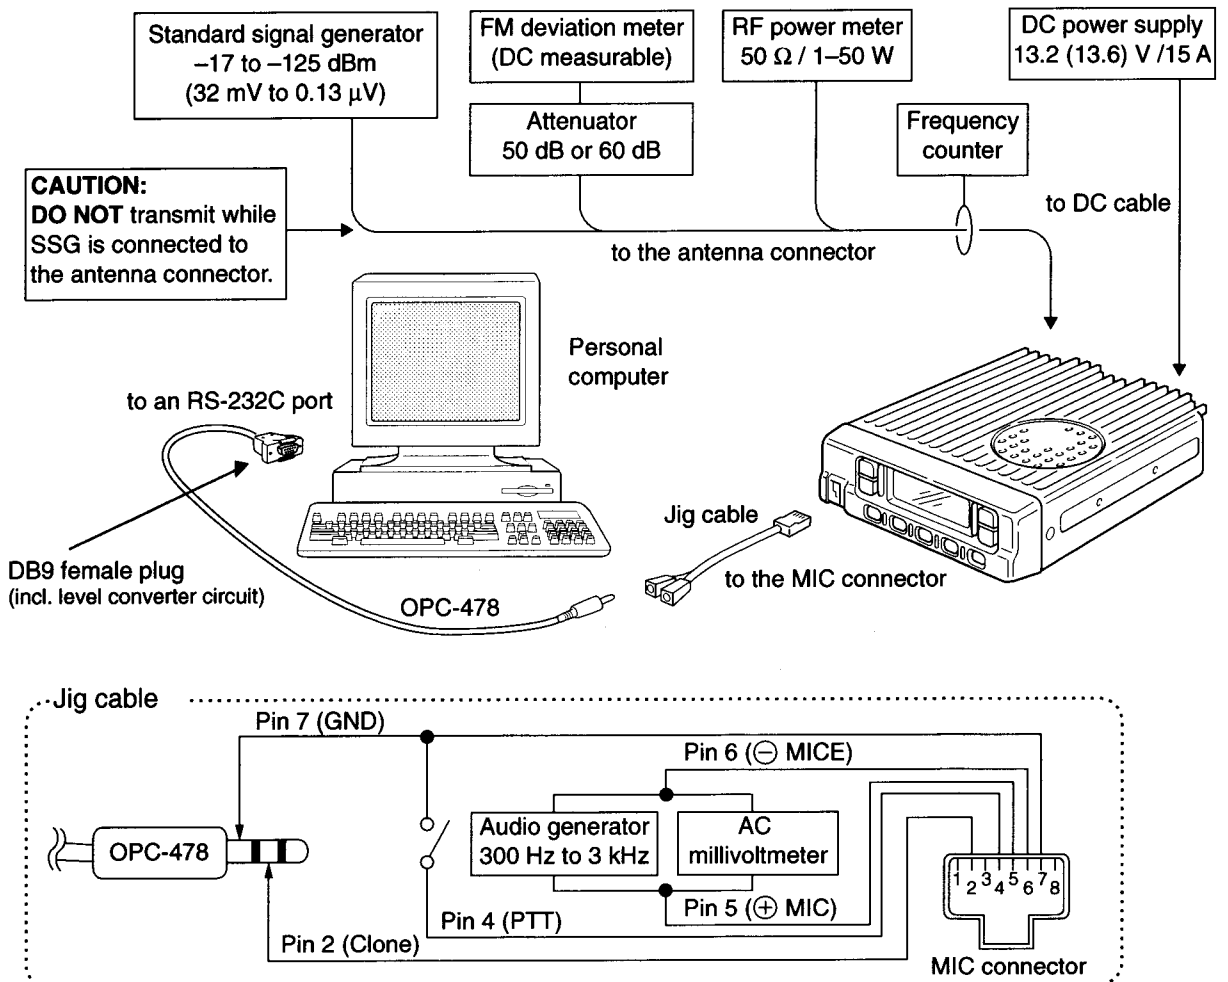 Standard signal generator
–17 to –125 dBm
(32 mV to 0.13 μV)
FM deviation meter
(DC measurable)
RF power meter
50 Ω / 1–50 W
DC power supply
13.2 (13.6) V /15 A
Attenuator
50 dB or 60 dB
Frequency
counter
CAUTION:
DO NOT transmit while
SSG is connected to
the antenna connector.
to DC cable
to the antenna connector
Personal
computer
to an RS-232C port
Jig cable
to the MIC connector
DB9 female plug
(incl. level converter circuit)
OPC-478
Jig cable
Pin 7 (GND)
Pin 6 (⊖ MICE)
Audio generator
300 Hz to 3 kHz
AC
millivoltmeter
OPC-478
1 2 3 4 5 6 7 8
Pin 5 (⊕ MIC)
Pin 4 (PTT)
Pin 2 (Clone)
MIC connector